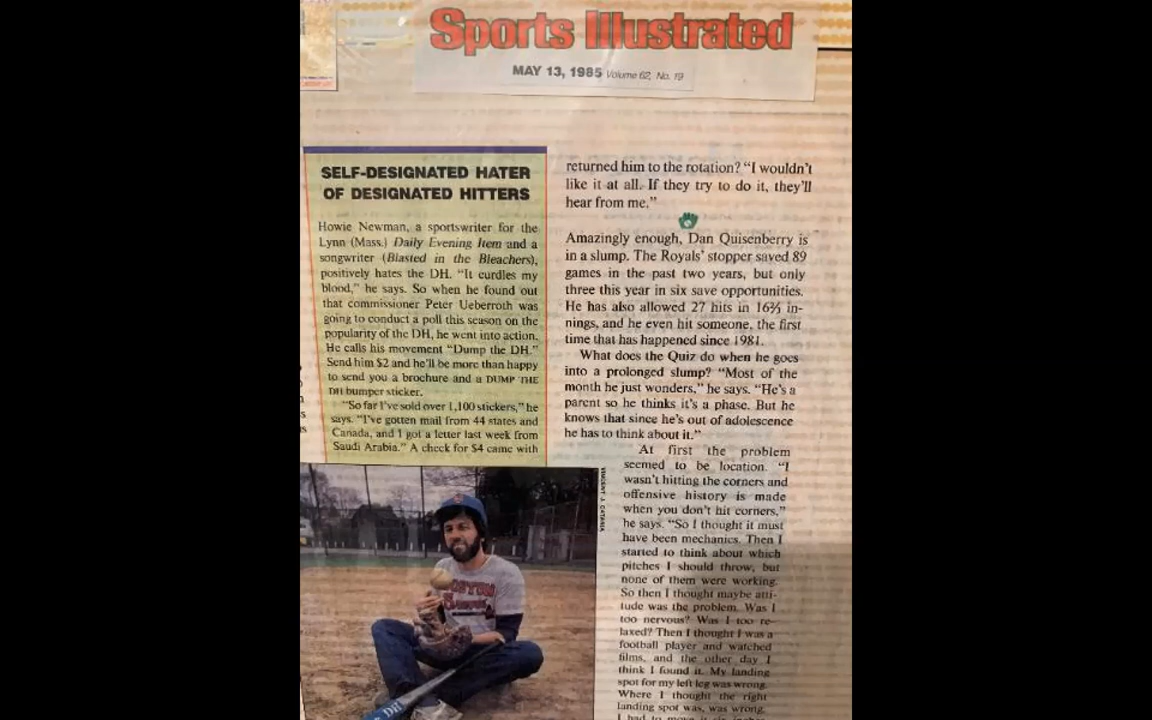 Sports Illustrated
MAY 13, 1985 Volume 62, No. 19
SELF-DESIGNATED HATER
OF DESIGNATED HITTERS
Howie Newman, a sportswriter for the
Lynn (Mass.) Daily Evening Item and a
songwriter (Blasted in the Bleachers),
positively hates the DH. “It curdles my
blood,” he says. So when he found out
that commissioner Peter Ueberroth was
going to conduct a poll this season on the
popularity of the DH, he went into action.
He calls his movement “Dump the DH.”
Send him $2 and he'll be more than happy
to send you a brochure and a DUMP THE
DH bumper sticker.
“So far I've sold over 1,100 stickers,” he
says. “I've gotten mail from 44 states and
Canada, and I got a letter last week from
Saudi Arabia.” A check for $4 came with
VINCENT J. CATANIA
BOSTON
DH
returned him to the rotation? “I wouldn't
like it at all. If they try to do it, they'll
hear from me.”
Amazingly enough, Dan Quisenberry is
in a slump. The Royals' stopper saved 89
games in the past two years, but only
three this year in six save opportunities.
He has also allowed 27 hits in 16⅔ in-
nings, and he even hit someone, the first
time that has happened since 1981.
What does the Quiz do when he goes
into a prolonged slump? “Most of the
month he just wonders,” he says. “He's a
parent so he thinks it's a phase. But he
knows that since he's out of adolescence
he has to think about it.”
At first the problem
seemed to be location. “I
wasn't hitting the corners and
offensive history is made
when you don't hit corners,”
he says. “So I thought it must
have been mechanics. Then I
started to think about which
pitches I should throw, but
none of them were working.
So then I thought maybe atti-
tude was the problem. Was I
too nervous? Was I too re-
laxed? Then I thought I was a
football player and watched
films, and the other day I
think I found it. My landing
spot for my left leg was wrong.
Where I thought the right
landing spot was, was wrong.
I had to move it six inches